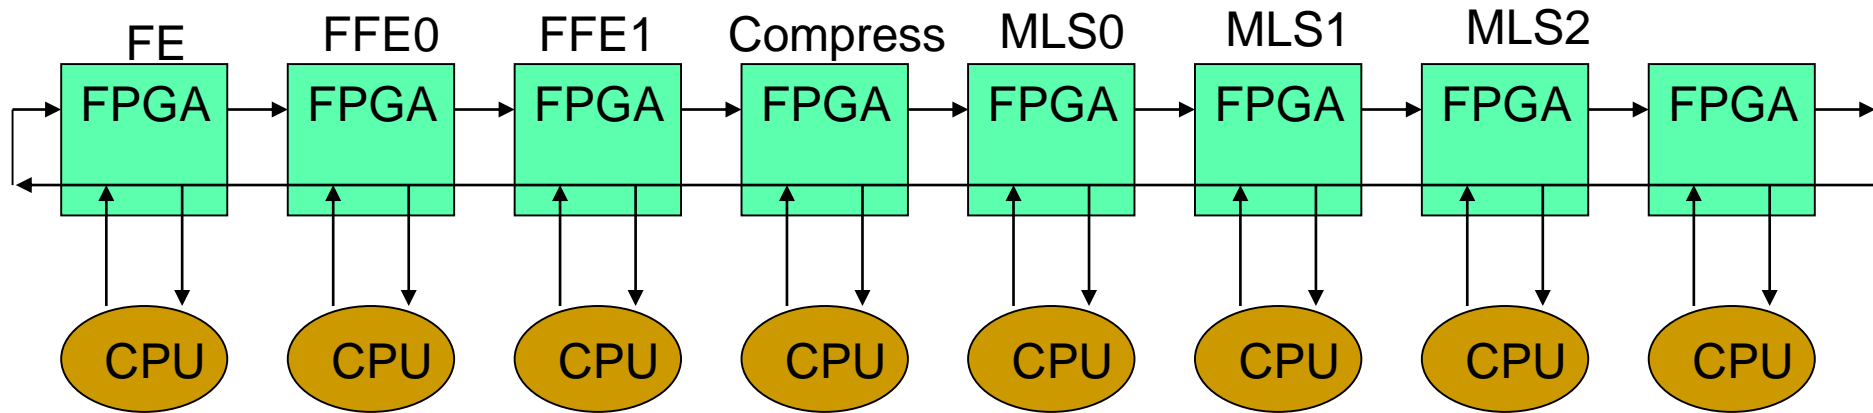 FE FFE0 FFE1 Compress MLS0 MLS1 MLS2
FPGA FPGA FPGA FPGA FPGA FPGA FPGA FPGA
CPU CPU CPU CPU CPU CPU CPU CPU